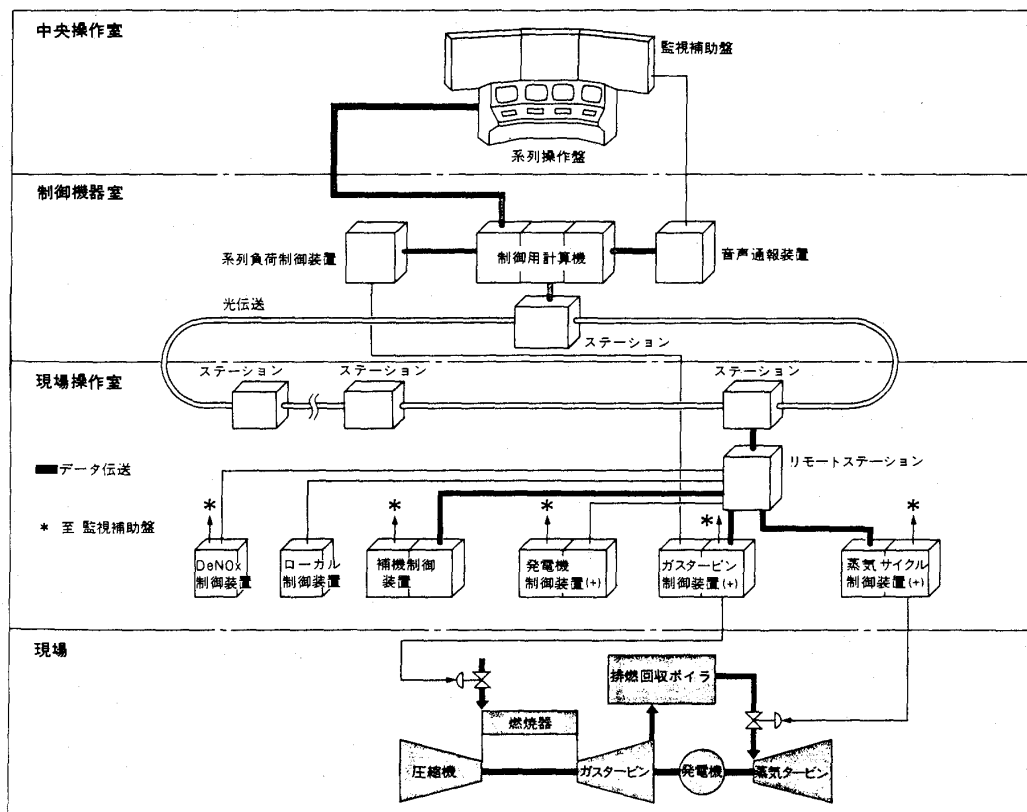 中央操作室
監視補助盤
系列操作盤
制御機器室
系列負荷制御装置
制御用計算機
音声通報装置
光伝送
ステーション
現場操作室
ステーション
ステーション
ステーション
データ伝送
リモートステーション
* 至 監視補助盤
*
*
*
*
*
DeNOx
制御装置
ローカル
制御装置
補機制御
装置
発電機
制御装置(+)
ガスタービン
制御装置(+)
蒸気サイクル
制御装置(+)
現場
排燃回収ボイラ
燃焼器
圧縮機
ガスタービン
発電機
蒸気タービン